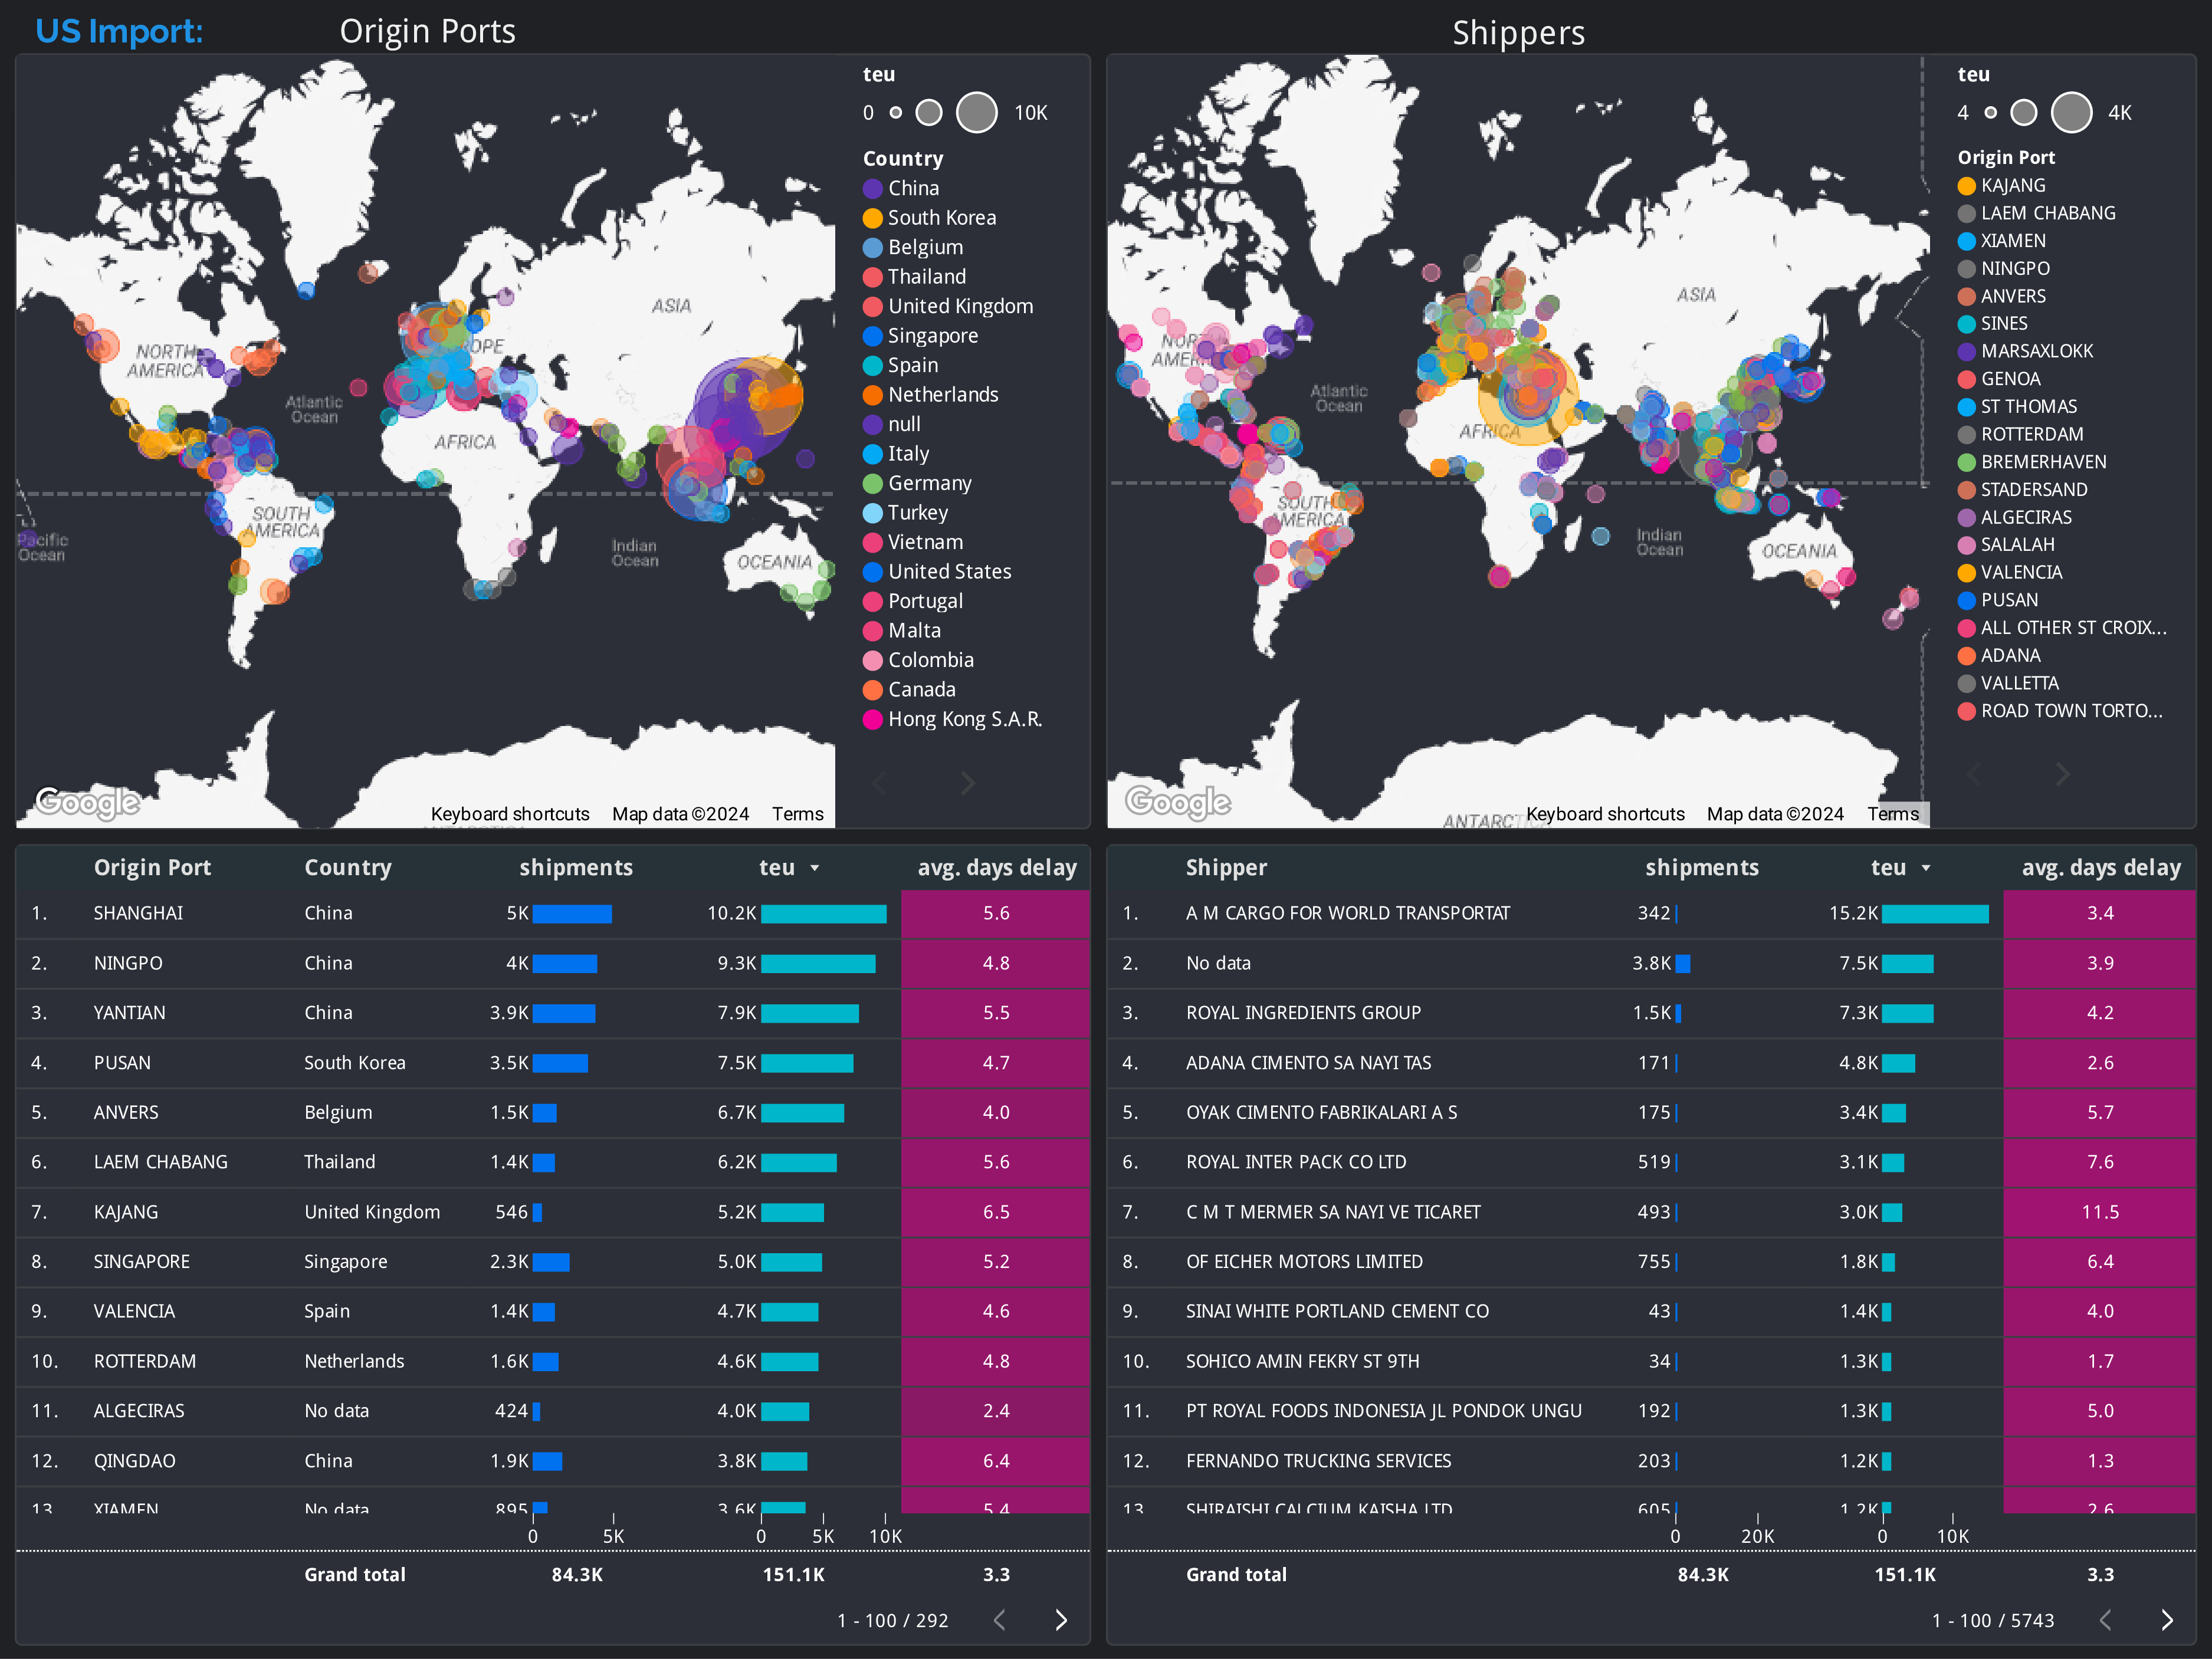 US Import:
Origin Ports
Shippers
teu
0
10K
Country
China
South Korea
Belgium
Thailand
United Kingdom
Singapore
Spain
Netherlands
null
Italy
Germany
Turkey
Vietnam
United States
Portugal
Malta
Colombia
Canada
Hong Kong S.A.R.
ASIA
NORTH
AMERICA
Atlantic
Ocean
AFRICA
SOUTH
AMERICA
Pacific
Ocean
Indian
Ocean
OCEANIA
Google
Keyboard shortcuts
Map data ©2024
Terms
teu
4
4K
Origin Port
KAJANG
LAEM CHABANG
XIAMEN
NINGPO
ANVERS
SINES
MARSAXLOKK
GENOA
ST THOMAS
ROTTERDAM
BREMERHAVEN
STADERSAND
ALGECIRAS
SALALAH
VALENCIA
PUSAN
ALL OTHER ST CROIX...
ADANA
VALLETTA
ROAD TOWN TORTO...
ASIA
Atlantic
Ocean
AFRICA
SOUTH
AMERICA
Indian
Ocean
OCEANIA
Google
Keyboard shortcuts
Map data ©2024
Terms
Origin Port Country shipments teu avg. days delay
1. SHANGHAI China 5K 10.2K 5.6
2. NINGPO China 4K 9.3K 4.8
3. YANTIAN China 3.9K 7.9K 5.5
4. PUSAN South Korea 3.5K 7.5K 4.7
5. ANVERS Belgium 1.5K 6.7K 4.0
6. LAEM CHABANG Thailand 1.4K 6.2K 5.6
7. KAJANG United Kingdom 546 5.2K 6.5
8. SINGAPORE Singapore 2.3K 5.0K 5.2
9. VALENCIA Spain 1.4K 4.7K 4.6
10. ROTTERDAM Netherlands 1.6K 4.6K 4.8
11. ALGECIRAS No data 424 4.0K 2.4
12. QINGDAO China 1.9K 3.8K 6.4
13. XIAMEN No data 895 3.6K 5.4
0 5K 0 5K 10K
Grand total 84.3K 151.1K 3.3
1 - 100 / 292
Shipper shipments teu avg. days delay
1. A M CARGO FOR WORLD TRANSPORTAT 342 15.2K 3.4
2. No data 3.8K 7.5K 3.9
3. ROYAL INGREDIENTS GROUP 1.5K 7.3K 4.2
4. ADANA CIMENTO SA NAYI TAS 171 4.8K 2.6
5. OYAK CIMENTO FABRIKALARI A S 175 3.4K 5.7
6. ROYAL INTER PACK CO LTD 519 3.1K 7.6
7. C M T MERMER SA NAYI VE TICARET 493 3.0K 11.5
8. OF EICHER MOTORS LIMITED 755 1.8K 6.4
9. SINAI WHITE PORTLAND CEMENT CO 43 1.4K 4.0
10. SOHICO AMIN FEKRY ST 9TH 34 1.3K 1.7
11. PT ROYAL FOODS INDONESIA JL PONDOK UNGU 192 1.3K 5.0
12. FERNANDO TRUCKING SERVICES 203 1.2K 1.3
13. SHIRAISHI CALCIUM KAISHA LTD 605 1.2K 2.6
0 20K 0 10K
Grand total 84.3K 151.1K 3.3
1 - 100 / 5743